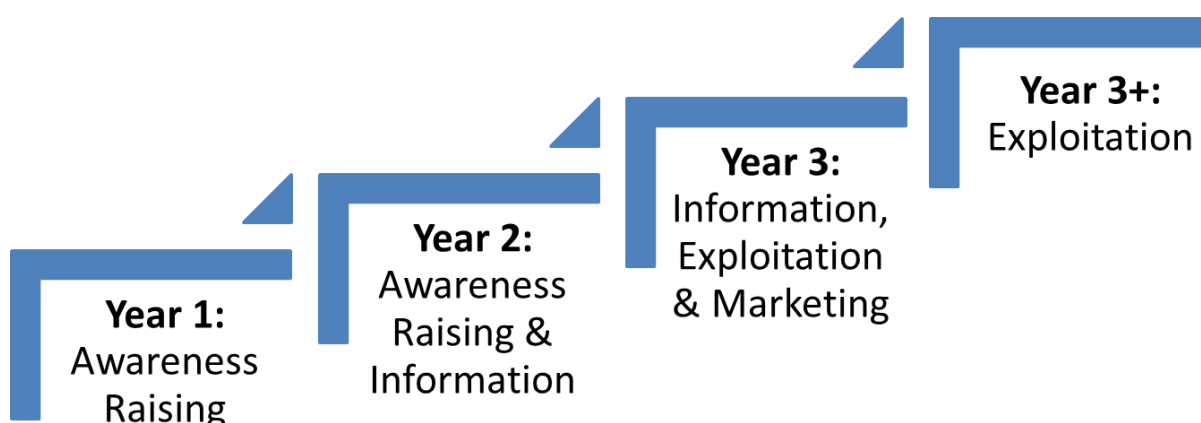 Year 1:
Awareness
Raising
Year 2:
Awareness
Raising &
Information
Year 3:
Information,
Exploitation
& Marketing
Year 3+:
Exploitation